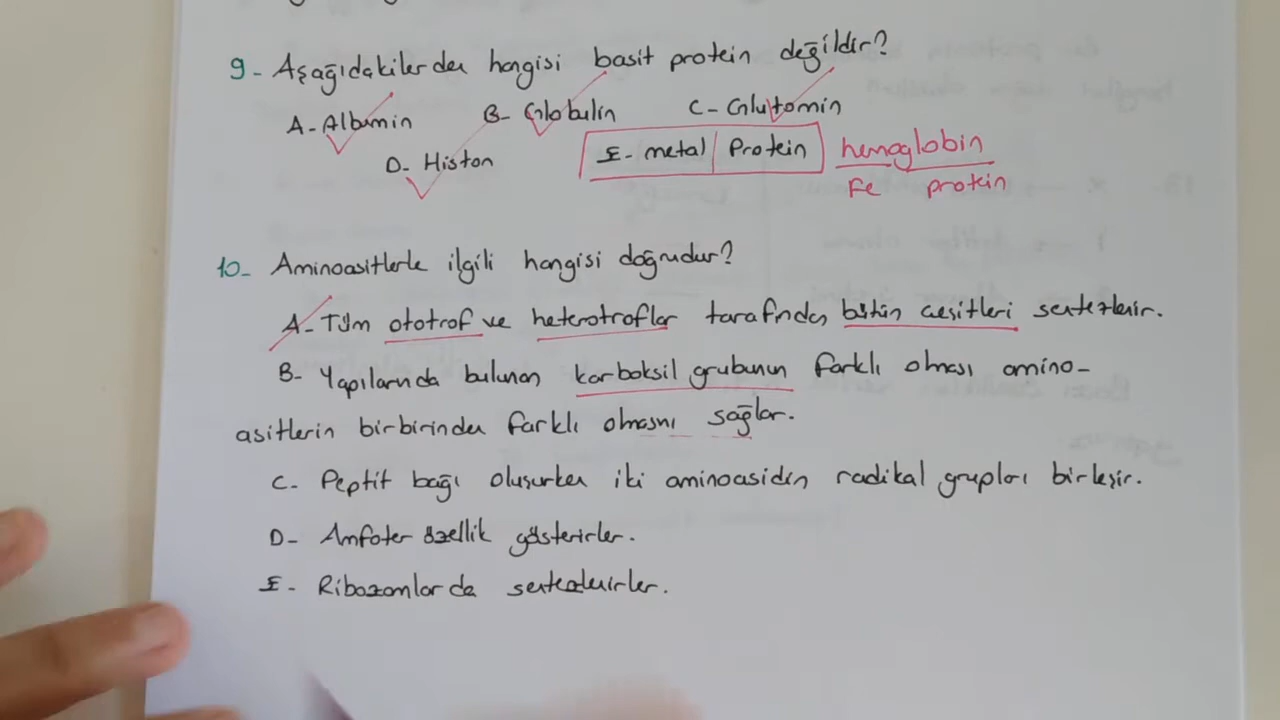 9- Aşağıdakilerden hangisi basit protein değildir?
A- Albumin B- Globulin C- Glutomin
D. Histon E- metal Protein hemoglobin
Fe protein
10- Aminoasitlerle ilgili hangisi doğrudur?
A- Tüm ototrof ve heterotroflar tarafından bütün çeşitleri sentezlenir.
B- Yapılarında bulunan karboksil grubunun farklı olması amino-
asitlerin birbirinden farklı olmasını sağlar.
C- Peptit bağı oluşurken iki aminoasidin radikal grupları birleşir.
D- Amfoter özellik gösterirler.
E- Ribozomlarda sentezlenirler.